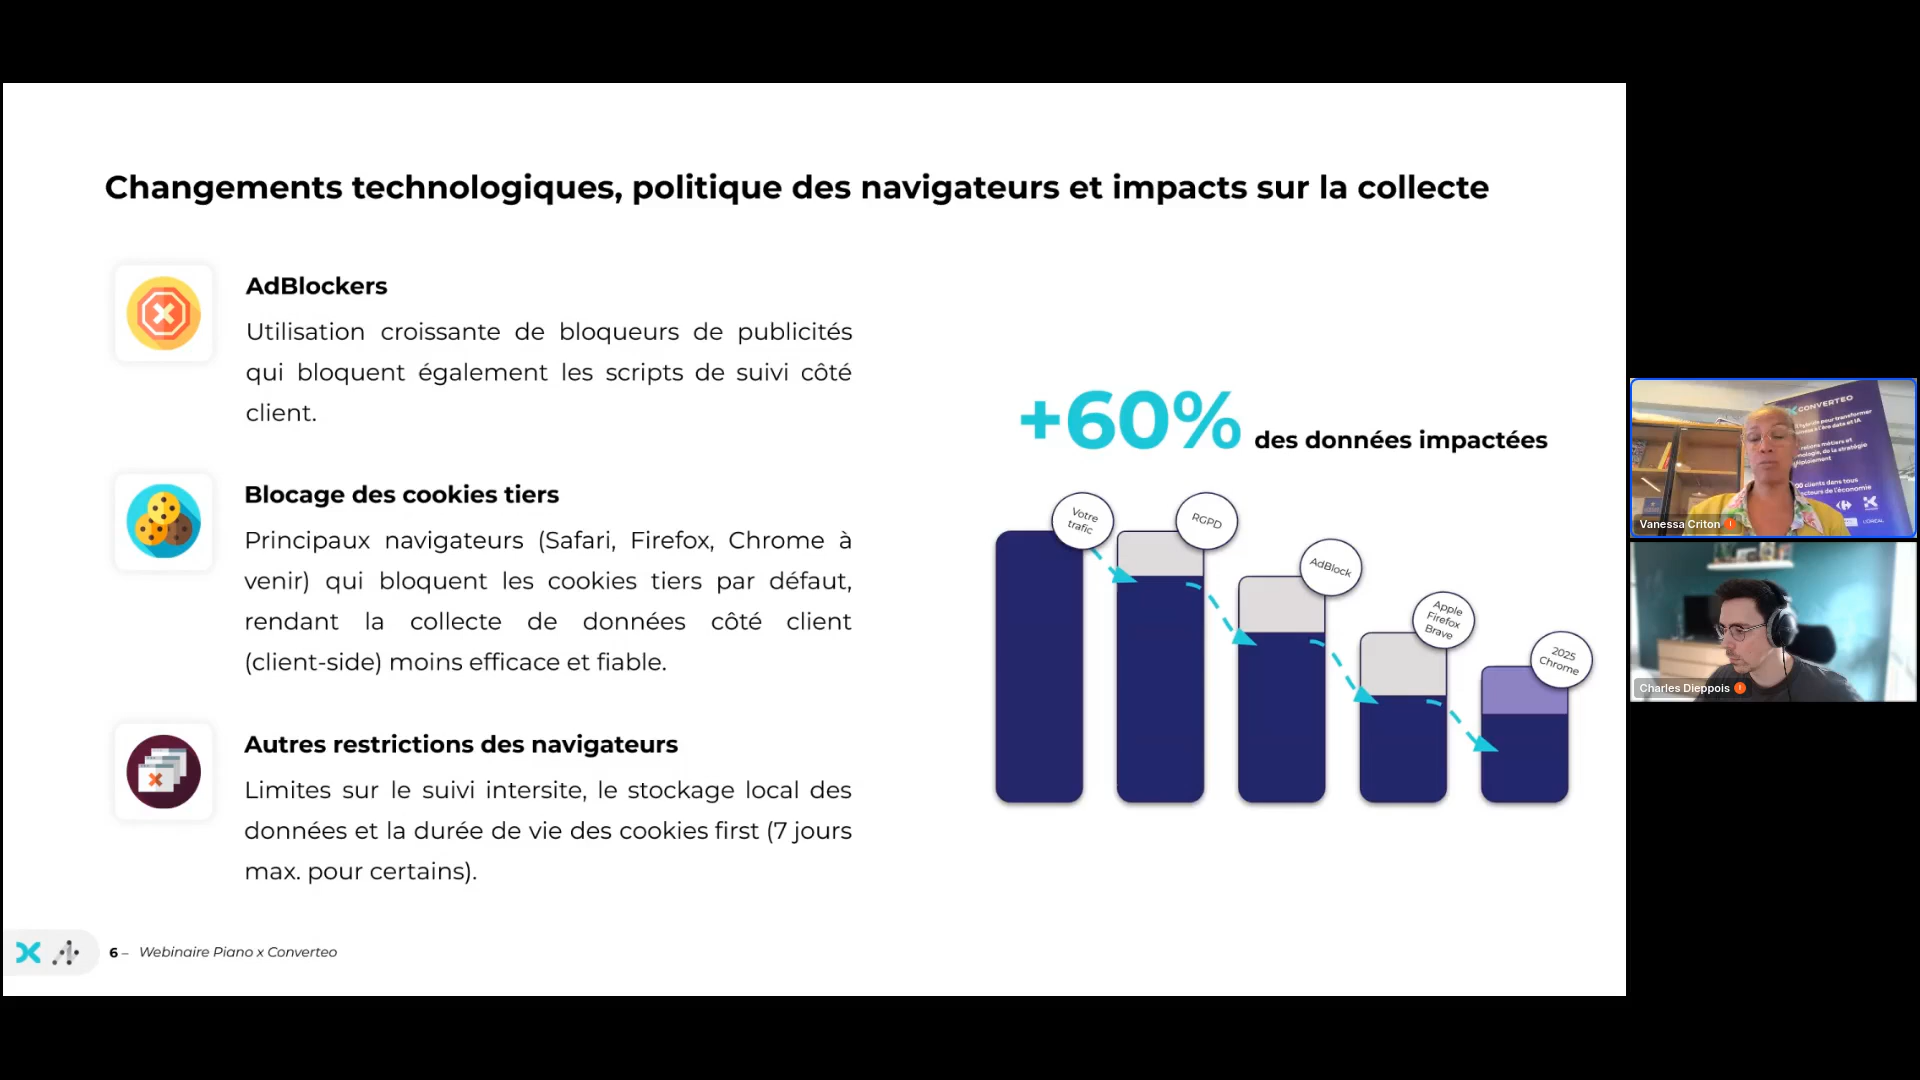 Changements technologiques, politique des navigateurs et impacts sur la collecte
AdBlockers
Utilisation croissante de bloqueurs de publicités
qui bloquent également les scripts de suivi côté
client.
Blocage des cookies tiers
Principaux navigateurs (Safari, Firefox, Chrome à
venir) qui bloquent les cookies tiers par défaut,
rendant la collecte de données côté client
(client-side) moins efficace et fiable.
Autres restrictions des navigateurs
Limites sur le suivi intersite, le stockage local des
données et la durée de vie des cookies first (7 jours
max. pour certains).
+60% des données impactées
Votre
trafic
RGPD
AdBlock
Apple
Firefox
Brave
2025
Chrome
6 – Webinaire Piano x Converteo
CONVERTEO
Vanessa Criton
Charles Dieppois